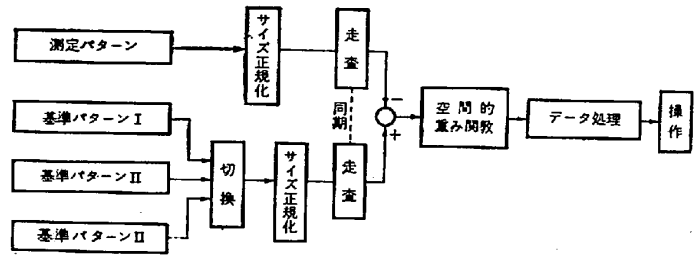 測定パターン
サイズ正規化
走査
同期
−
+
空間的
重み関数
データ処理
操作
基準パターンI
基準パターンII
基準パターンII
切換
サイズ正規化
走査